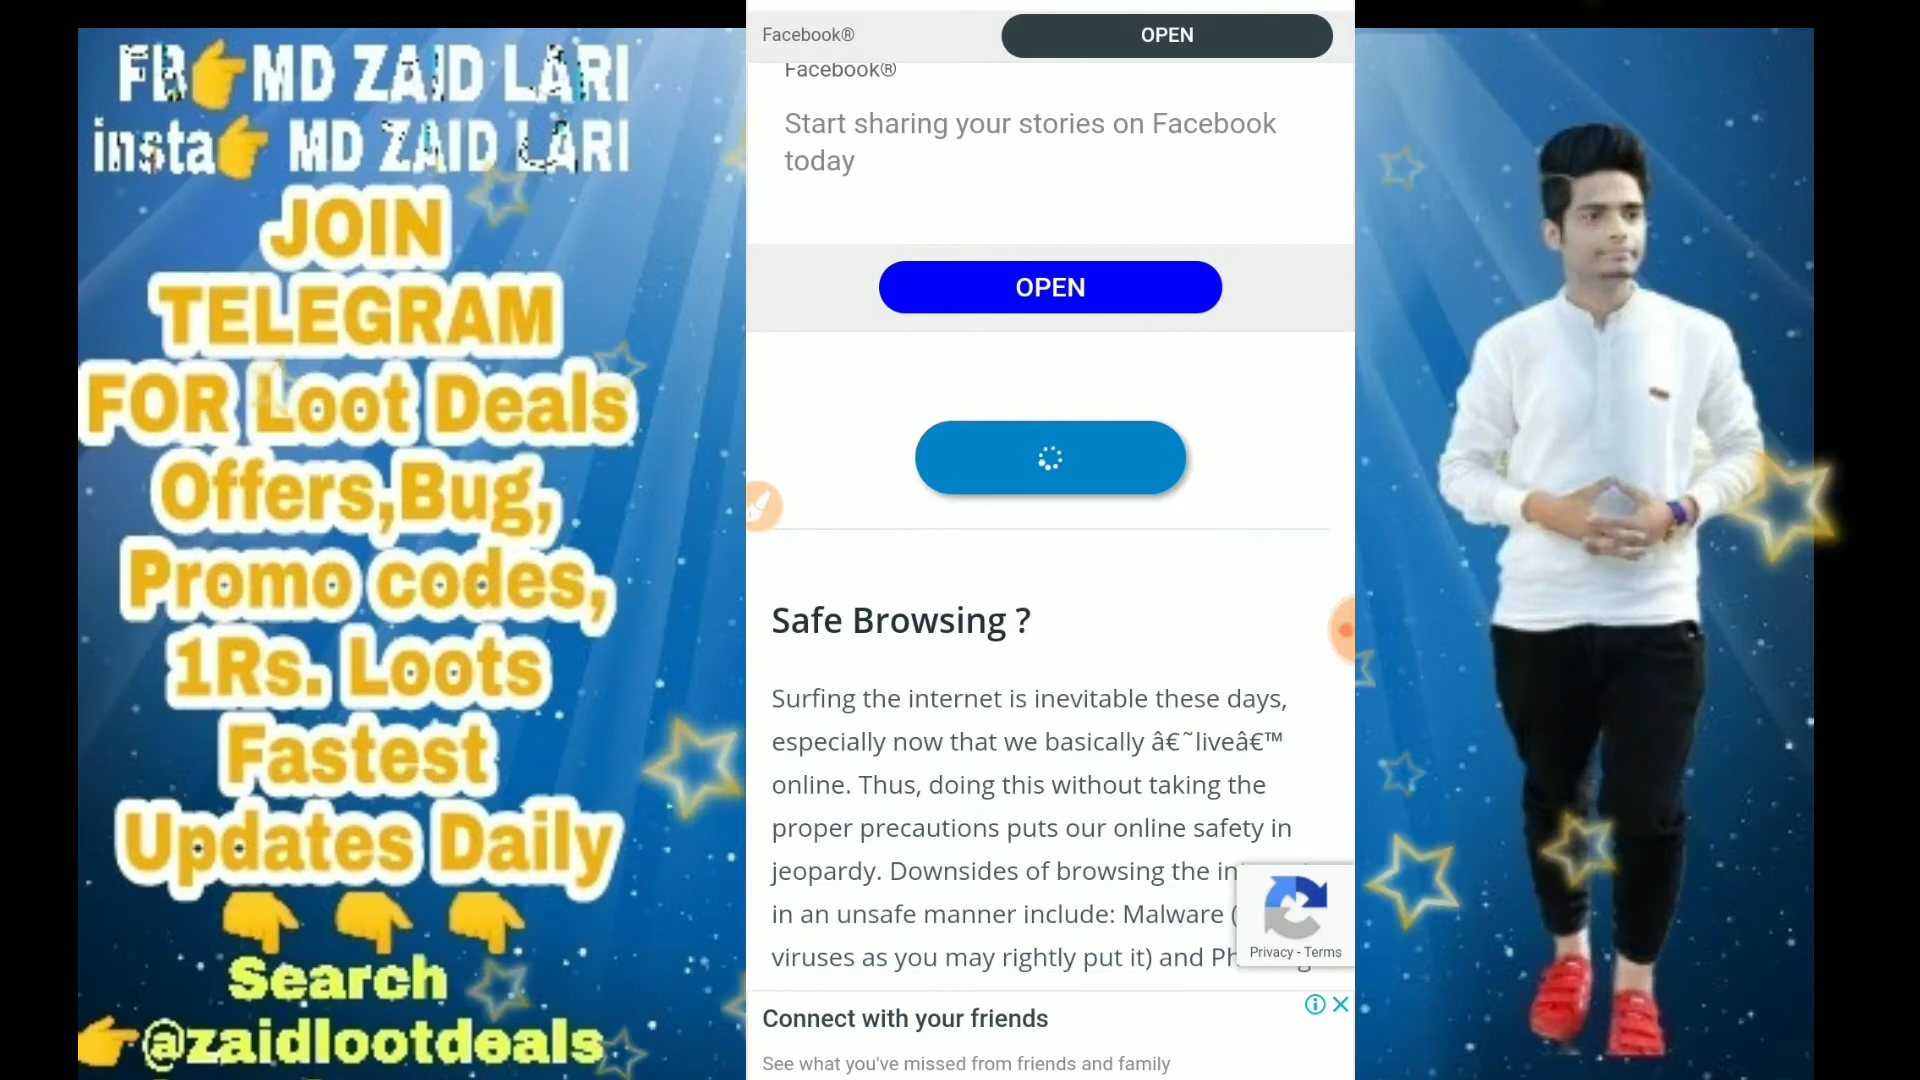 FB👉MD ZAID LARI
insta👉 MD ZAID LARI
JOIN
TELEGRAM
FOR Loot Deals
Offers,Bug,
Promo codes,
1Rs. Loots
Fastest
Updates Daily
👇 👇 👇
Search
👉@zaidlootdeals
Facebook®
OPEN
Facebook®
Start sharing your stories on Facebook
today
OPEN
Safe Browsing ?
Surfing the internet is inevitable these days,
especially now that we basically â€˜liveâ€™
online. Thus, doing this without taking the
proper precautions puts our online safety in
jeopardy. Downsides of browsing the
in an unsafe manner include: Malware (
viruses as you may rightly put it) and
Privacy - Terms
Connect with your friends
See what you've missed from friends and family